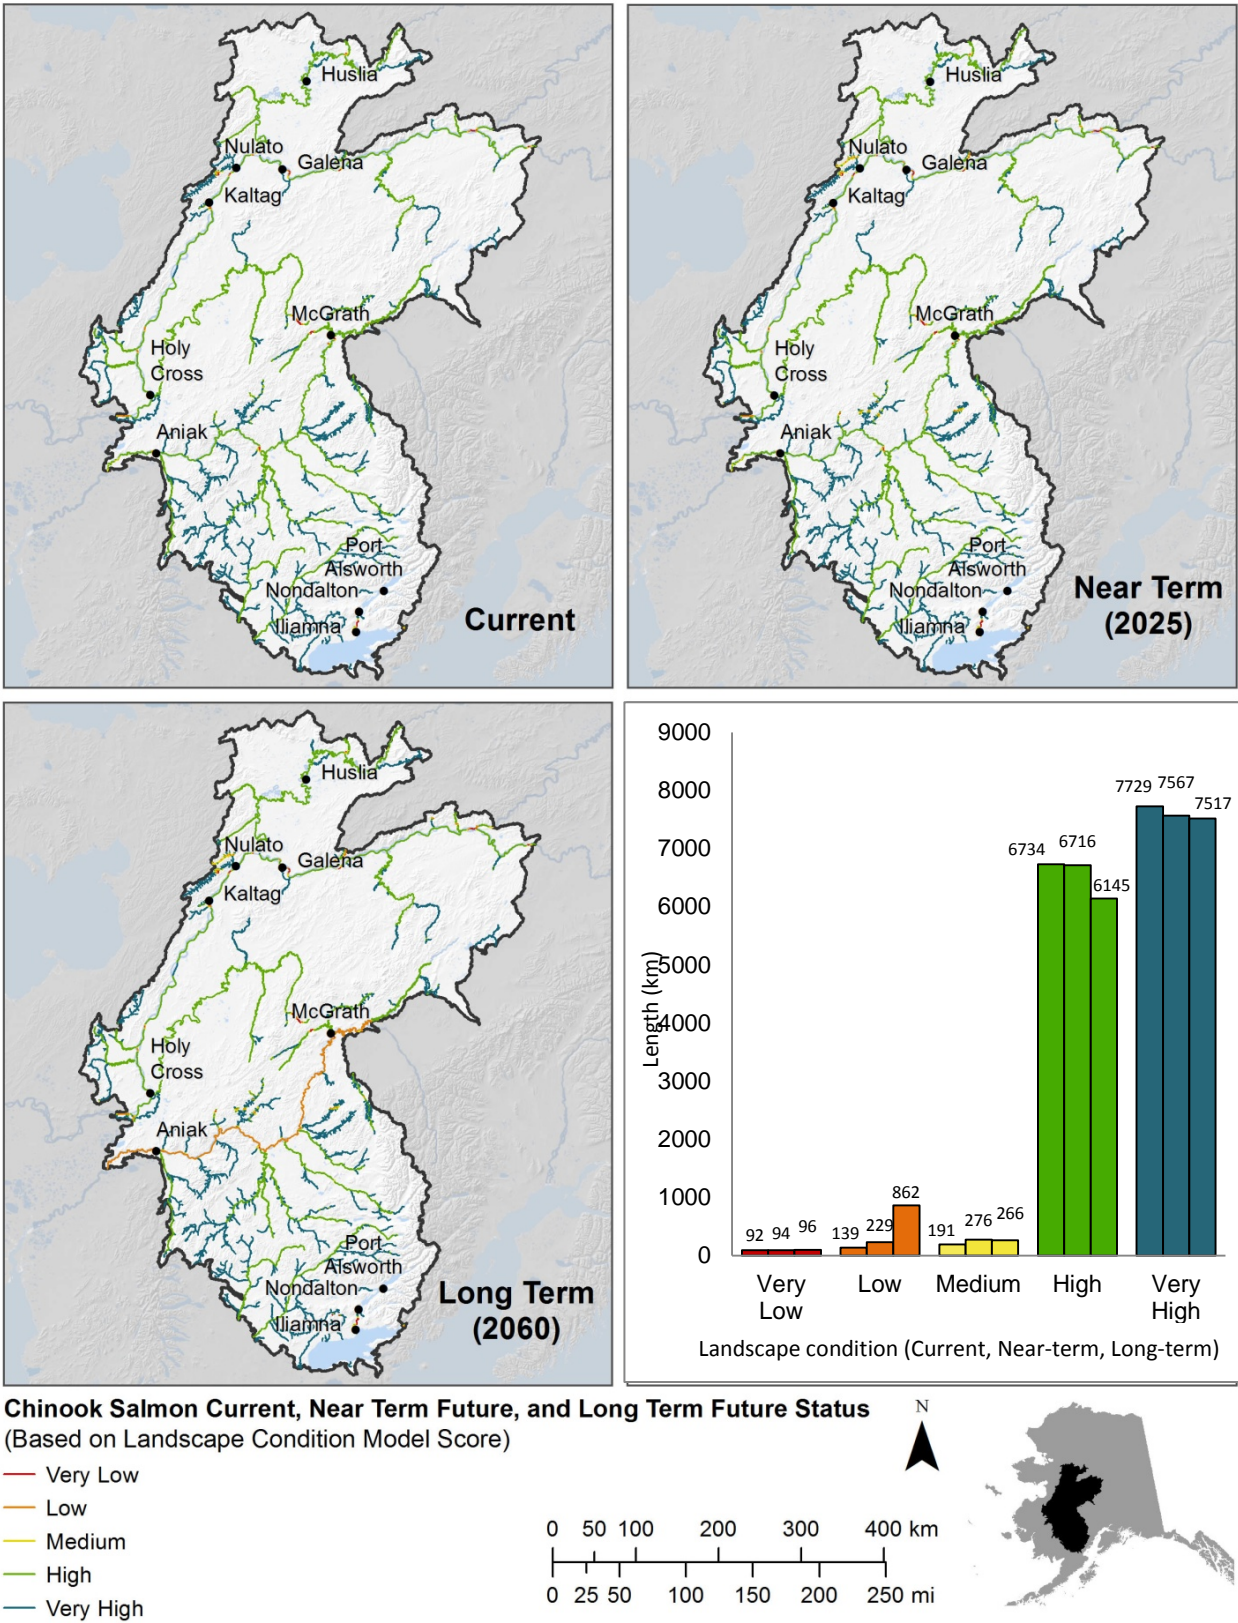 Huslia
Nulato
Galena
Kaltag
McGrath
Holy
Cross
Aniak
Port
Alsworth
Nondalton
Iliamna
Current
Huslia
Nulato
Galena
Kaltag
McGrath
Holy
Cross
Aniak
Port
Alsworth
Nondalton
Iliamna
Near Term
(2025)
Huslia
Nulato
Galena
Kaltag
McGrath
Holy
Cross
Aniak
Port
Alsworth
Nondalton
Iliamna
Long Term
(2060)
Length (km)
9000
8000
7000
6000
5000
4000
3000
2000
1000
0
92 94 96
139 229 862
191 276 266
6734 6716 6145
7729 7567 7517
Very Low Medium High Very
Low High
Landscape condition (Current, Near-term, Long-term)
Chinook Salmon Current, Near Term Future, and Long Term Future Status
(Based on Landscape Condition Model Score)
Very Low
Low
Medium
High
Very High
N
0 50 100 200 300 400 km
0 25 50 100 150 200 250 mi